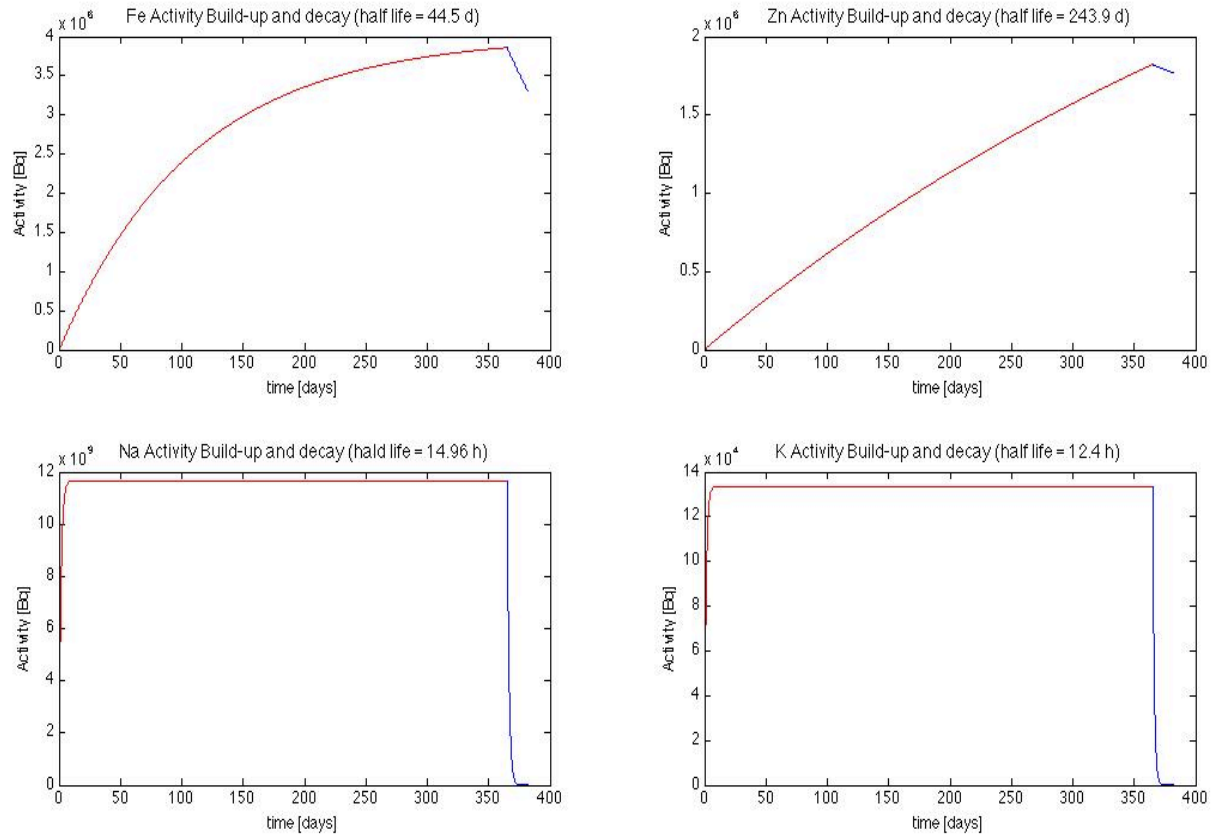 Fe Activity Build-up and decay (half life = 44.5 d)
x 10^6
4
3.5
3
2.5
2
1.5
1
0.5
0
Activity [Bq]
0 50 100 150 200 250 300 350 400
time [days]
Zn Activity Build-up and decay (half life = 243.9 d)
x 10^6
2
1.5
1
0.5
0
Activity [Bq]
0 50 100 150 200 250 300 350 400
time [days]
Na Activity Build-up and decay (hald life = 14.96 h)
x 10^9
12
10
8
6
4
2
0
Activity [Bq]
0 50 100 150 200 250 300 350 400
time [days]
K Activity Build-up and decay (half life = 12.4 h)
x 10^4
14
12
10
8
6
4
2
0
Activity [Bq]
0 50 100 150 200 250 300 350 400
time [days]